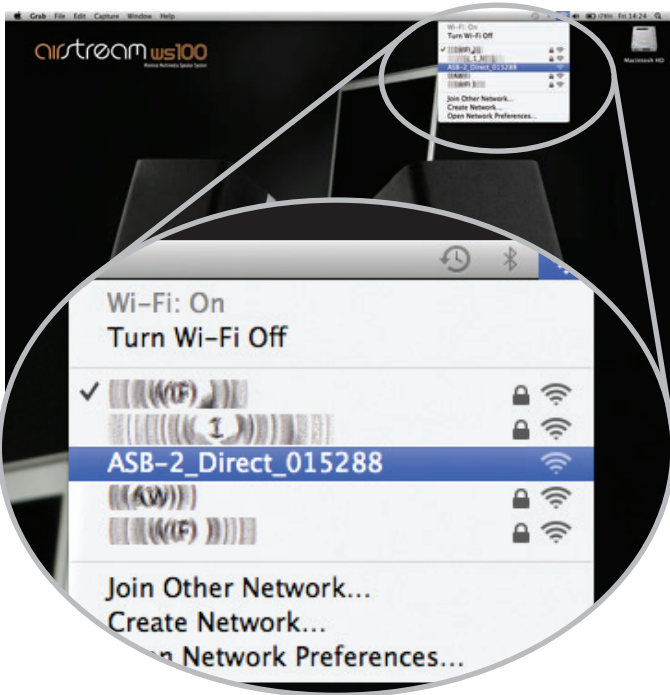 Grab File Edit Capture Window Help
(78%) Fri 14:24
airstream ws100
Wireless Multimedia Speaker System
Macintosh HD
Wi-Fi: On
Turn Wi-Fi Off
ASB-2_Direct_015288
Join Other Network...
Create Network...
Open Network Preferences...
Wi-Fi: On
Turn Wi-Fi Off
ASB-2_Direct_015288
Join Other Network...
Create Network...
Network Preferences...